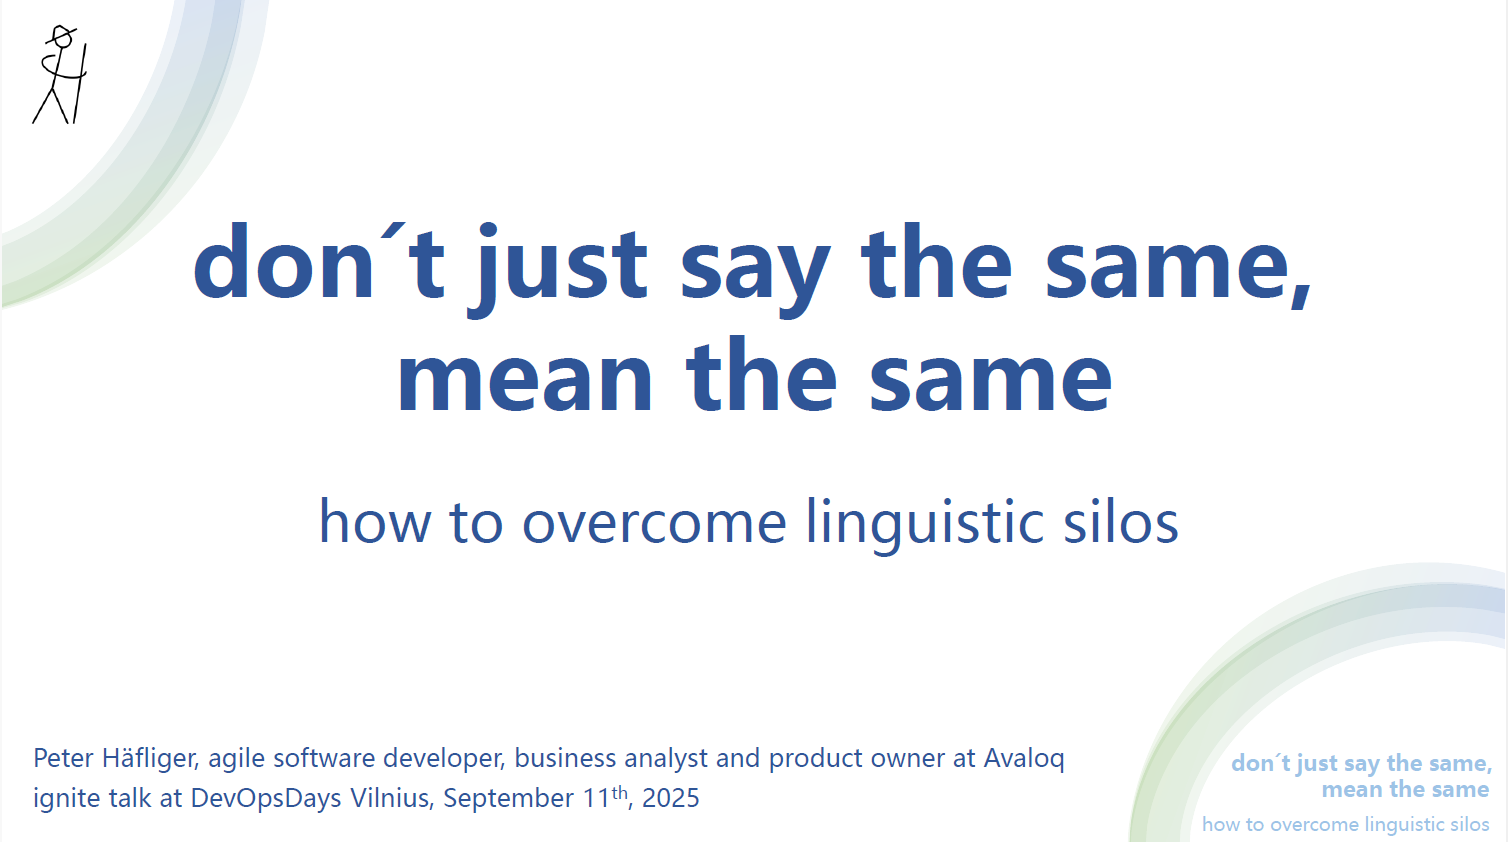 don´t just say the same,
mean the same
how to overcome linguistic silos
Peter Häfliger, agile software developer, business analyst and product owner at Avaloq
ignite talk at DevOpsDays Vilnius, September 11th, 2025
don´t just say the same,
mean the same
how to overcome linguistic silos